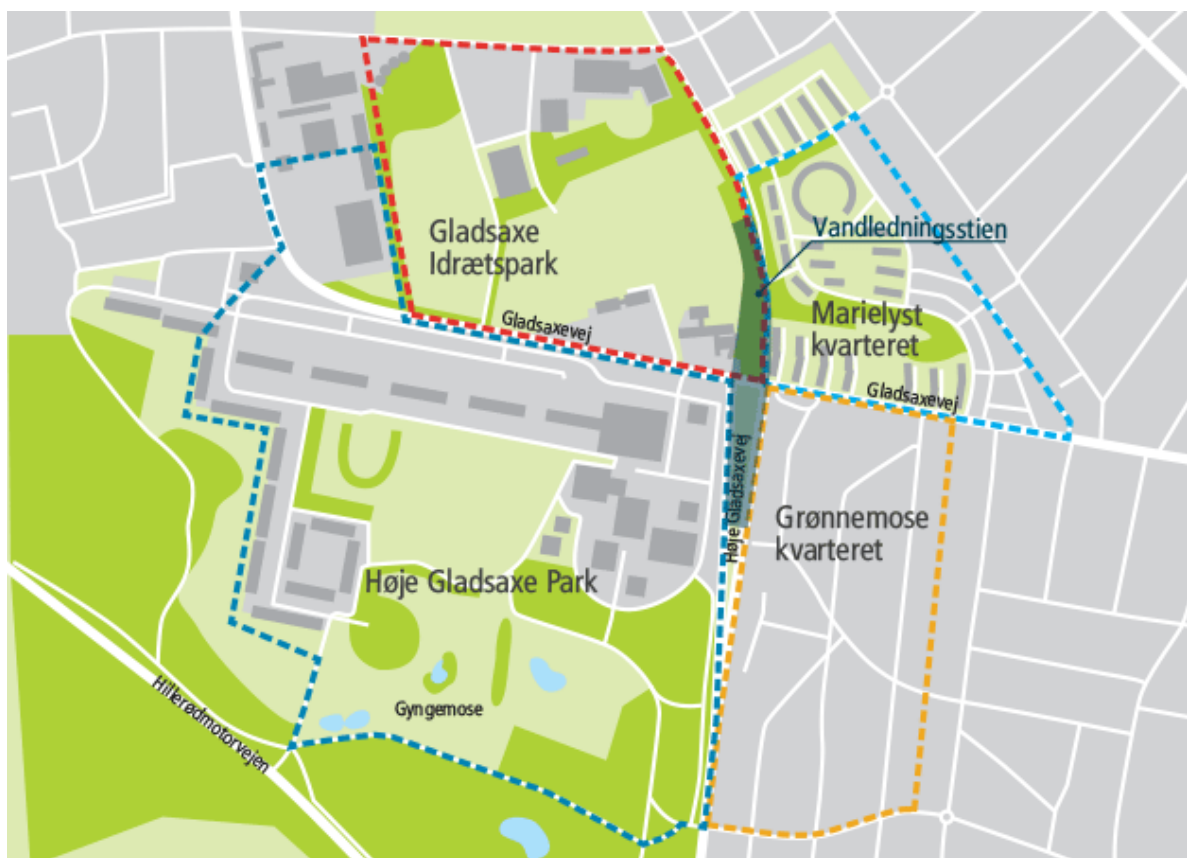 Gladsaxe
Idrætspark
Vandledningsstien
Gladsaxevej
Marielyst
kvarteret
Gladsaxevej
Høje Gladsaxevej
Grønnemose
kvarteret
Høje Gladsaxe Park
Gyngemose
Hillerødmotorvejen